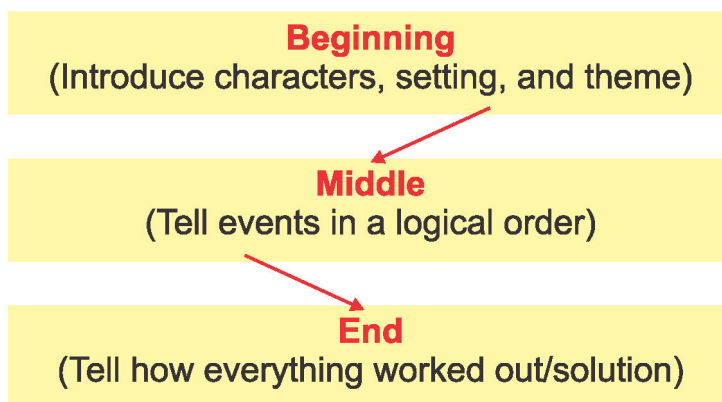 Beginning
(Introduce characters, setting, and theme)
Middle
(Tell events in a logical order)
End
(Tell how everything worked out/solution)